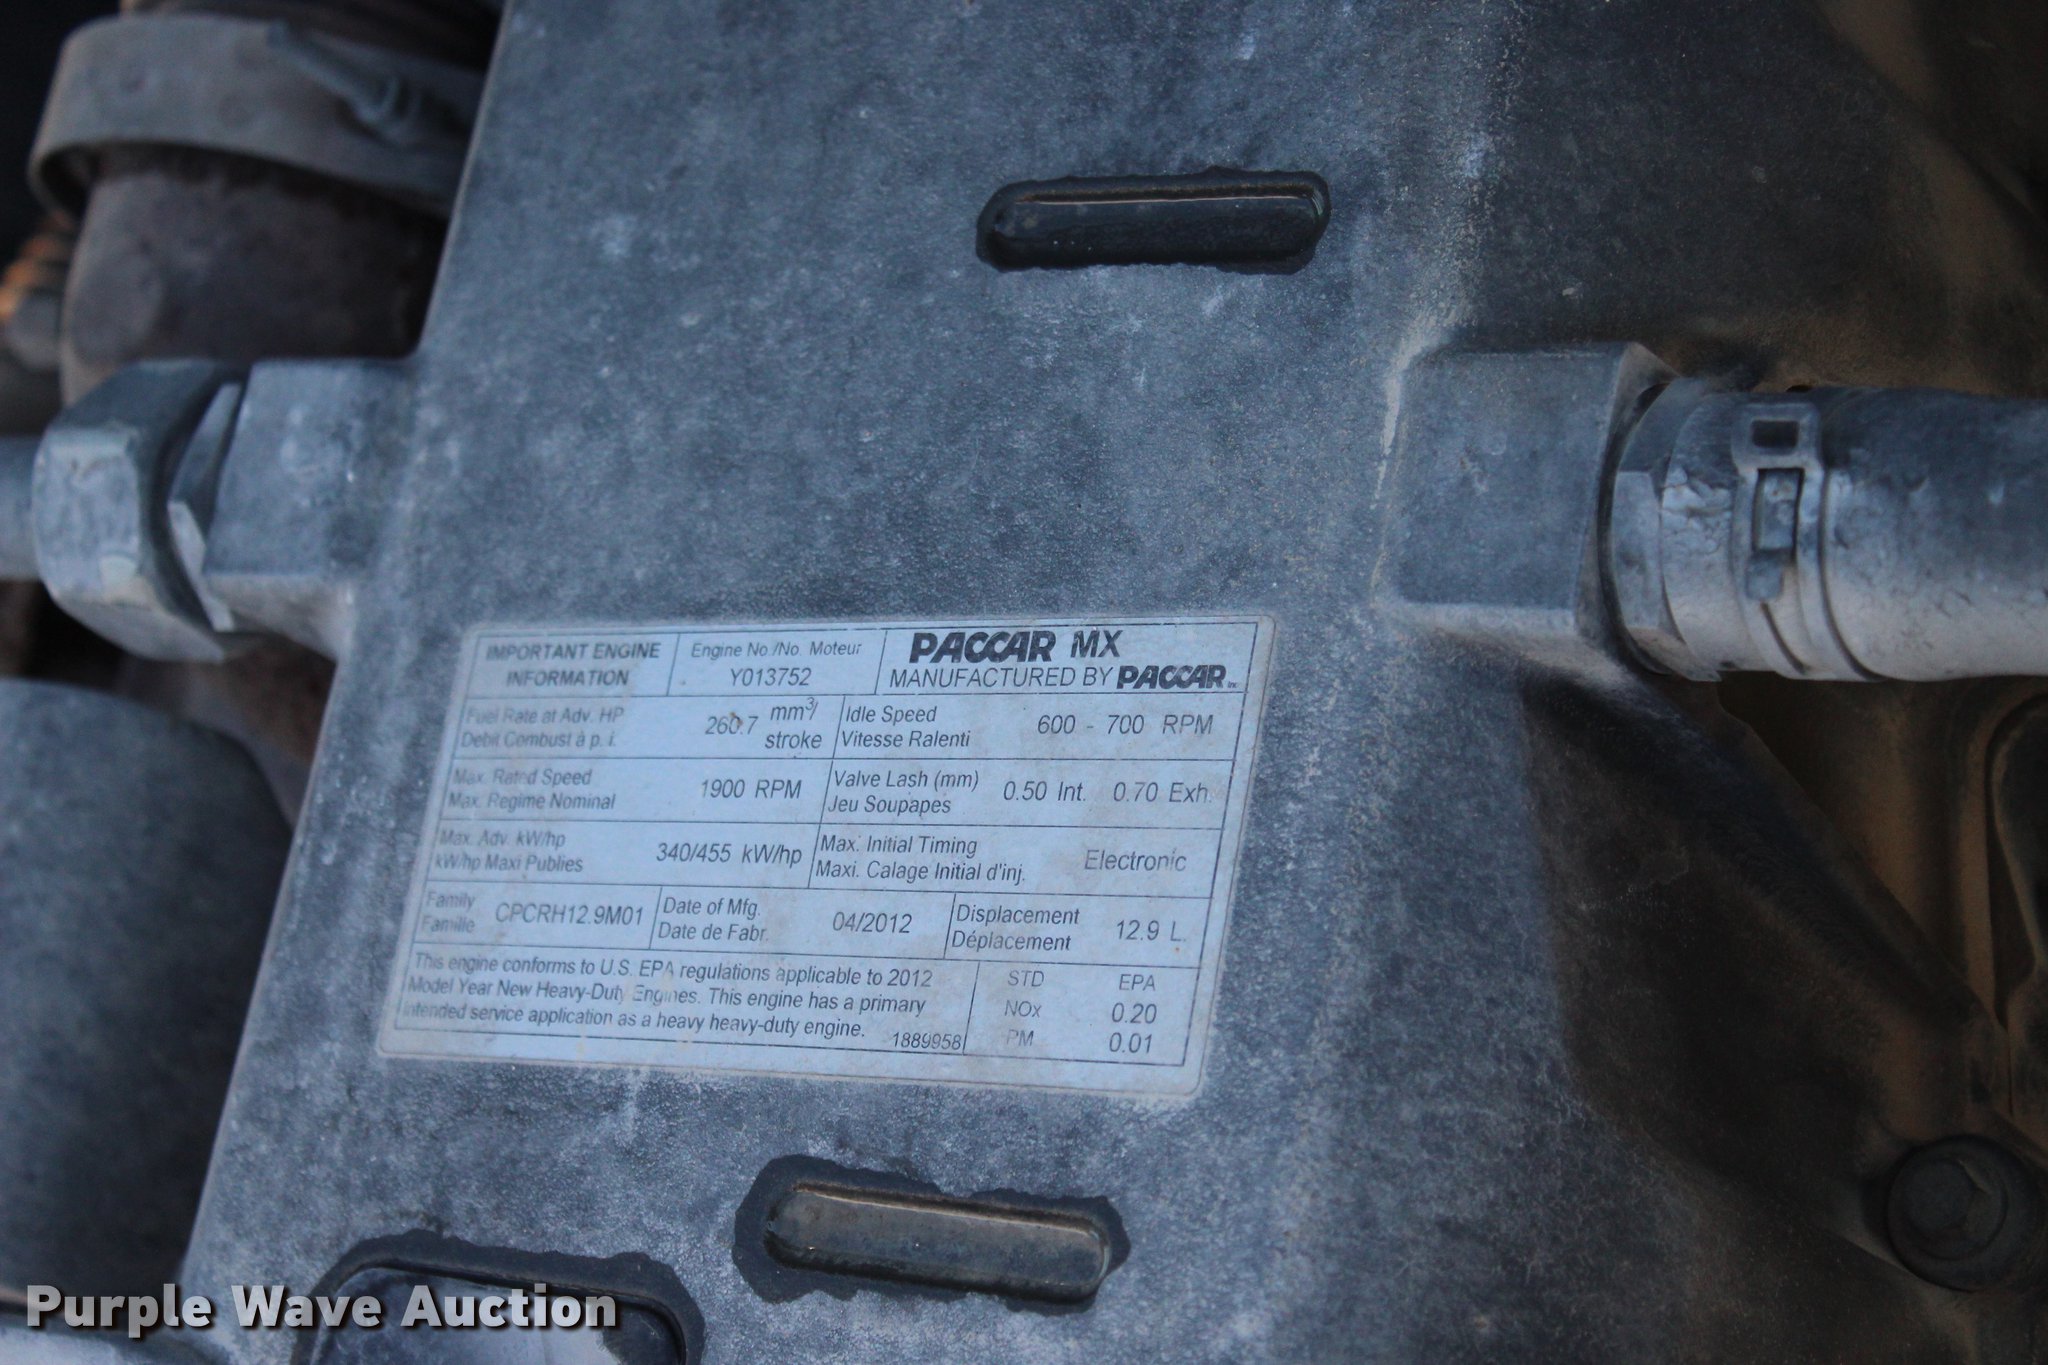 IMPORTANT ENGINE
INFORMATION
Engine No./No. Moteur
Y013752
PACCAR MX
MANUFACTURED BY PACCAR Inc
Fuel Rate at Adv. HP
Debit Combust à p. i.
260.7 mm3/
stroke
Idle Speed
Vitesse Ralenti
600 - 700 RPM
Max. Rated Speed
Max. Regime Nominal
1900 RPM
Valve Lash (mm)
Jeu Soupapes
0.50 Int. 0.70 Exh.
Max. Adv. kW/hp
kW/hp Maxi Publies
340/455 kW/hp
Max. Initial Timing
Maxi. Calage Initial d'inj.
Electronic
Family
Famille
CPCRH12.9M01
Date of Mfg.
Date de Fabr.
04/2012
Displacement
Déplacement
12.9 L.
This engine conforms to U.S. EPA regulations applicable to 2012
Model Year New Heavy-Duty Engines. This engine has a primary
intended service application as a heavy heavy-duty engine.
1889958
STD EPA
NOx 0.20
PM 0.01
Purple Wave Auction